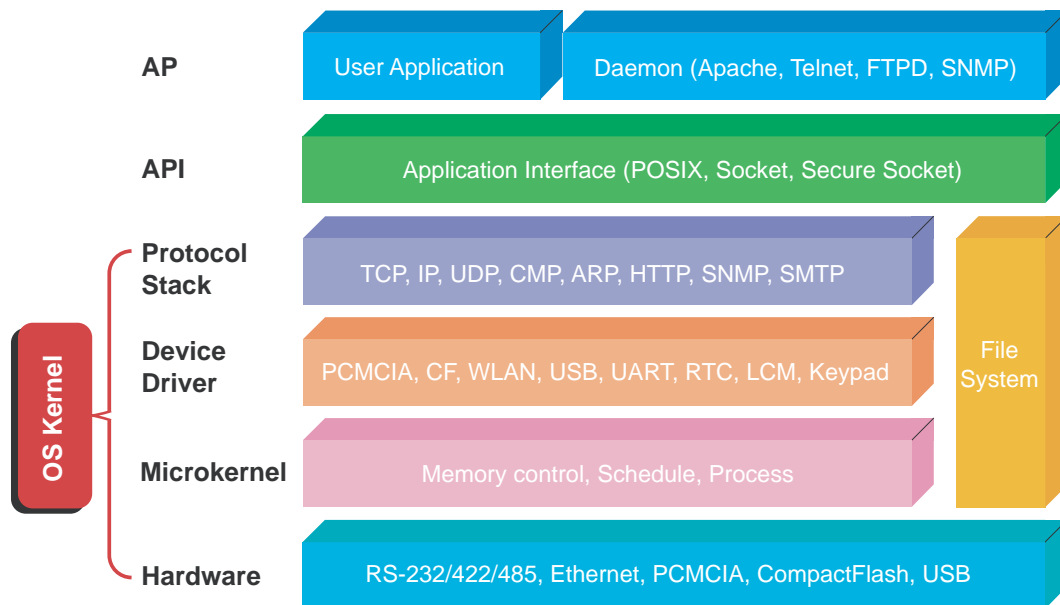 AP
User Application
Daemon (Apache, Telnet, FTPD, SNMP)
API
Application Interface (POSIX, Socket, Secure Socket)
OS Kernel
Protocol
Stack
TCP, IP, UDP, CMP, ARP, HTTP, SNMP, SMTP
File
System
Device
Driver
PCMCIA, CF, WLAN, USB, UART, RTC, LCM, Keypad
Microkernel
Memory control, Schedule, Process
Hardware
RS-232/422/485, Ethernet, PCMCIA, CompactFlash, USB